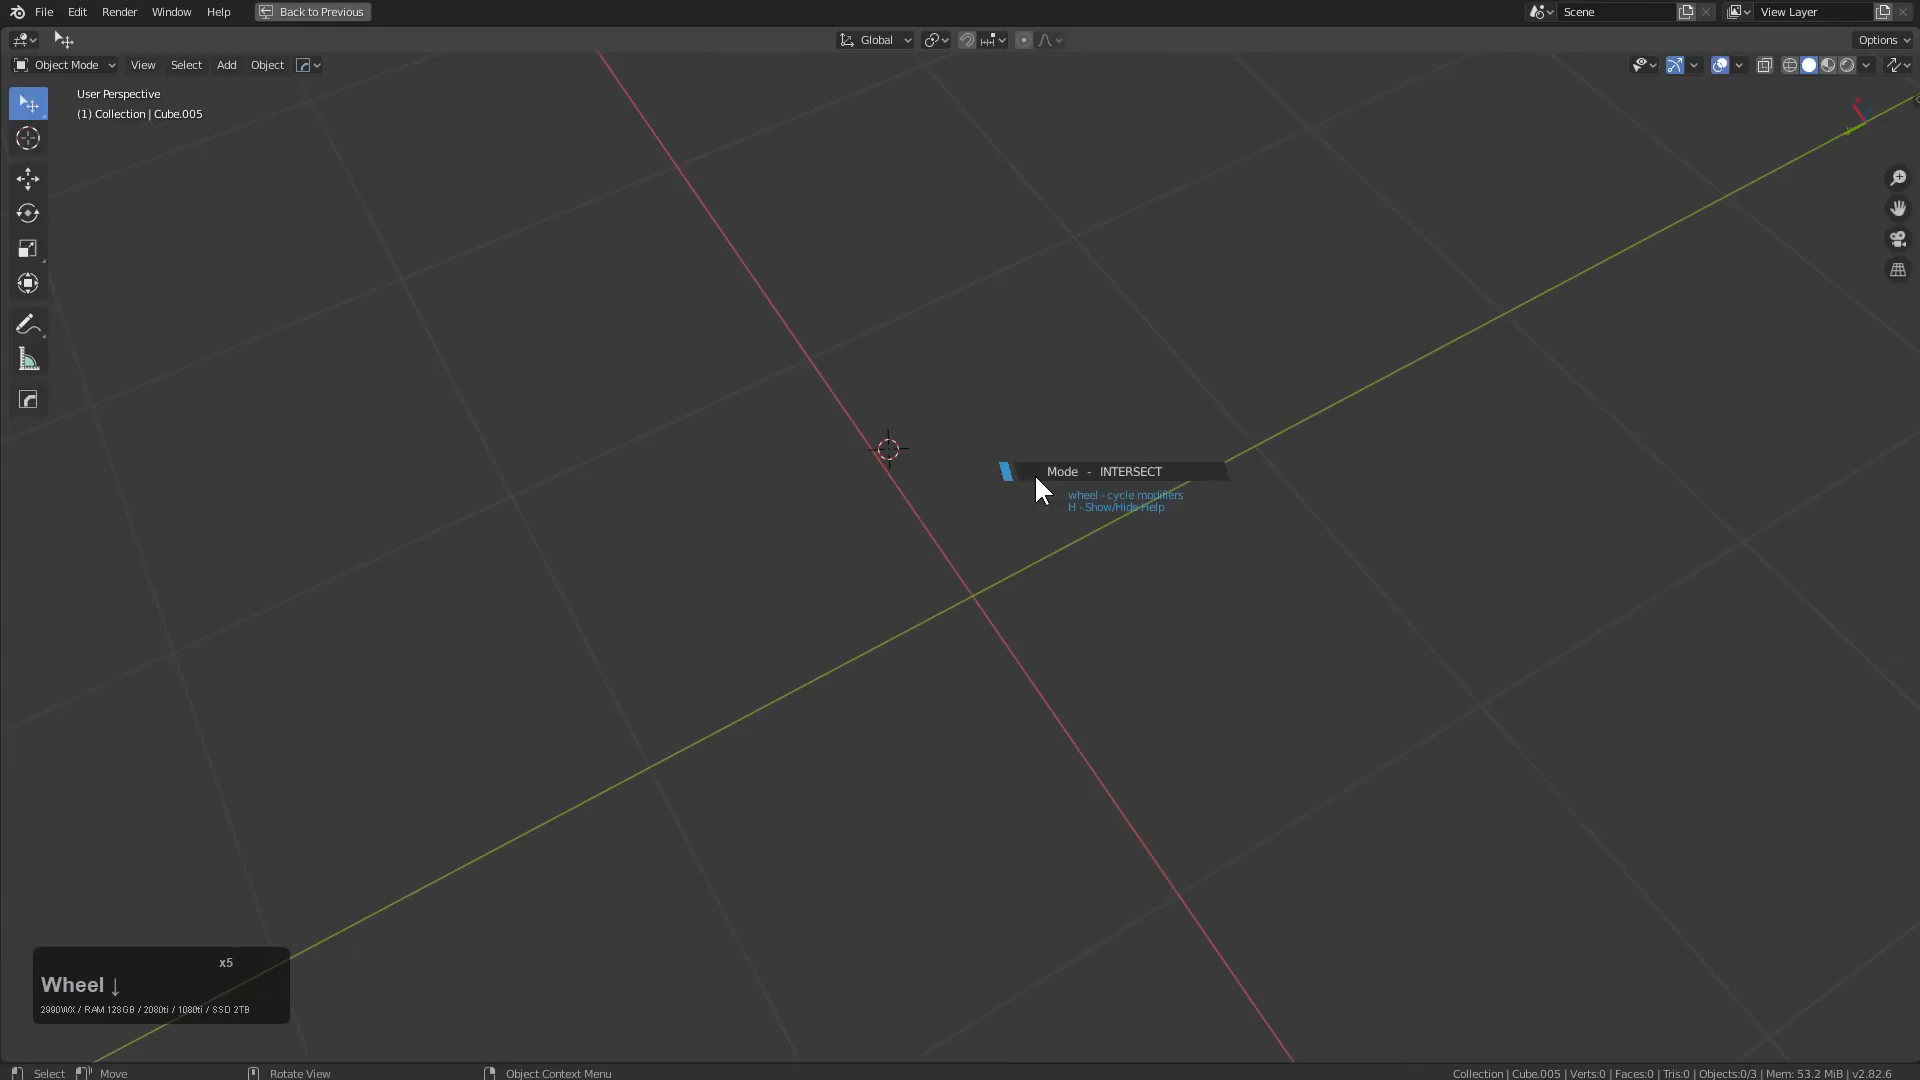 File Edit Render Window Help Back to Previous Scene View Layer
Global Options
Object Mode View Select Add Object
User Perspective
(1) Collection | Cube.005
Mode - INTERSECT
wheel - cycle modifiers
H - Show/Hide Help
x5
Wheel ↓
2990WX / RAM 128GB / 2080ti / 1080ti / SSD 2TB
Select Move Rotate View Object Context Menu Collection | Cube.005 | Verts:0 | Faces:0 | Tris:0 | Objects:0/3 | Mem: 53.2 MiB | v2.82.6